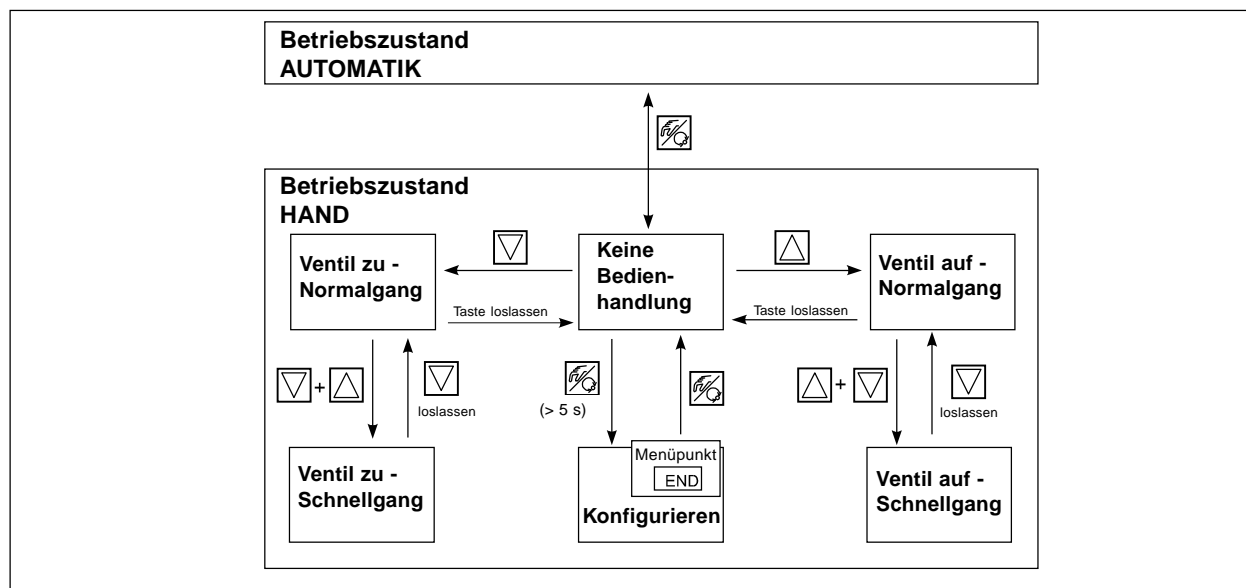 Betriebszustand
AUTOMATIK
Betriebszustand
HAND
Ventil zu -
Normalgang
Keine
Bedien-
handlung
Ventil auf -
Normalgang
Taste loslassen
Taste loslassen
+
loslassen
(> 5 s)
+
loslassen
Ventil zu -
Schnellgang
Menüpunkt
END
Konfigurieren
Ventil auf -
Schnellgang